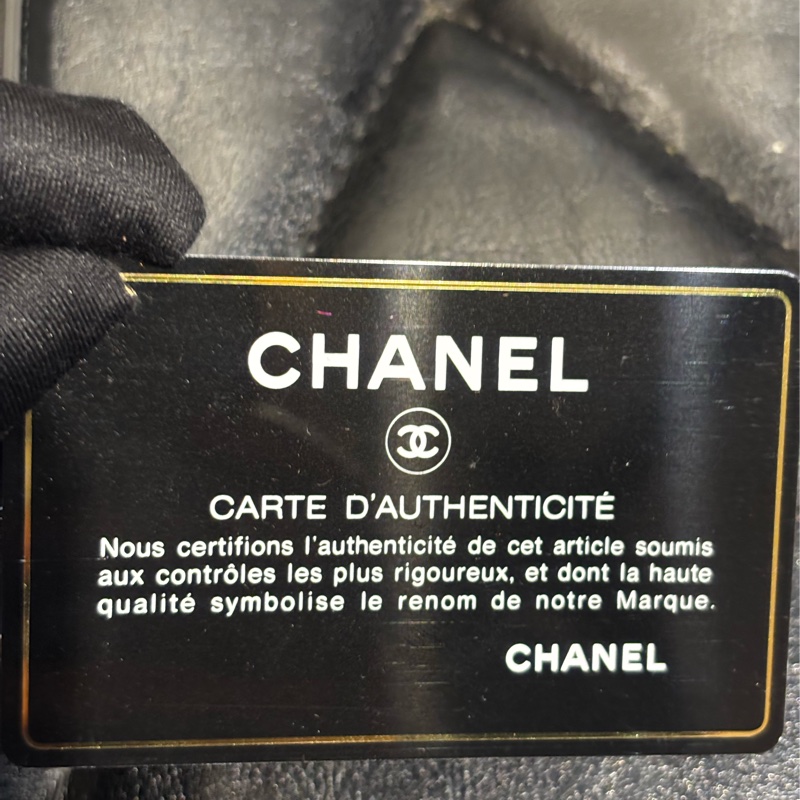 CHANEL
CARTE D'AUTHENTICITÉ
Nous certifions l'authenticité de cet article soumis
aux contrôles les plus rigoureux, et dont la haute
qualité symbolise le renom de notre Marque.
CHANEL